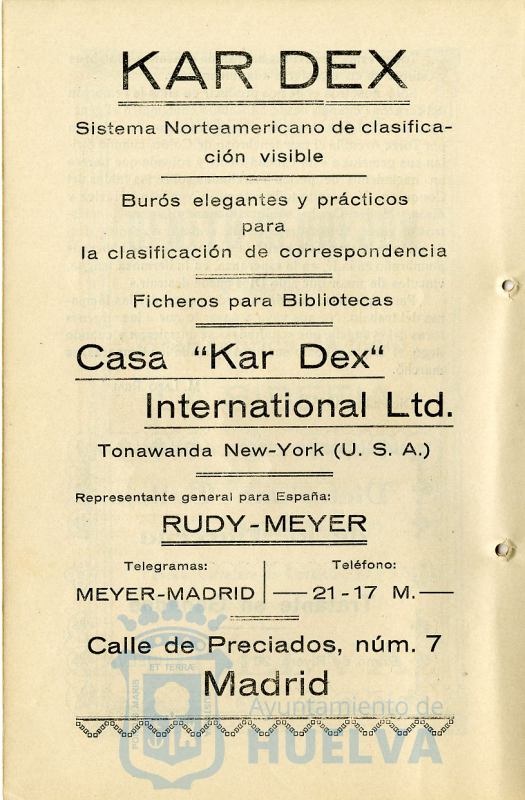 KAR DEX
Sistema Norteamericano de clasifica-
ción visible
Burós elegantes y prácticos
para
la clasificación de correspondencia
Ficheros para Bibliotecas
Casa “Kar Dex“
International Ltd.
Tonawanda New-York (U. S. A.)
Representante general para España:
RUDY-MEYER
Telegramas:
MEYER-MADRID
Teléfono:
21-17 M.
Calle de Preciados, núm. 7
Madrid
ET TERRÆ
Ayuntamiento de
HUELVA